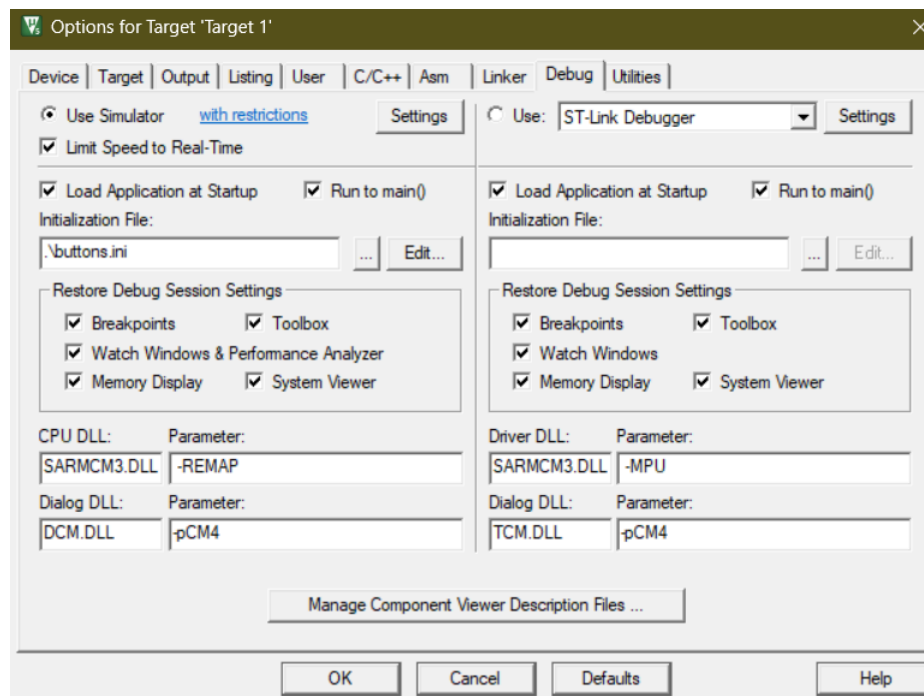 Options for Target 'Target 1'
Device Target Output Listing User C/C++ Asm Linker Debug Utilities
Use Simulator with restrictions Settings Use: ST-Link Debugger Settings
Limit Speed to Real-Time
Load Application at Startup Run to main() Load Application at Startup Run to main()
Initialization File: Initialization File:
.\buttons.ini ... Edit... ... Edit...
Restore Debug Session Settings Restore Debug Session Settings
Breakpoints Toolbox Breakpoints Toolbox
Watch Windows & Performance Analyzer Watch Windows
Memory Display System Viewer Memory Display System Viewer
CPU DLL: Parameter: Driver DLL: Parameter:
SARMCM3.DLL -REMAP SARMCM3.DLL -MPU
Dialog DLL: Parameter: Dialog DLL: Parameter:
DCM.DLL -pCM4 TCM.DLL -pCM4
Manage Component Viewer Description Files ...
OK Cancel Defaults Help